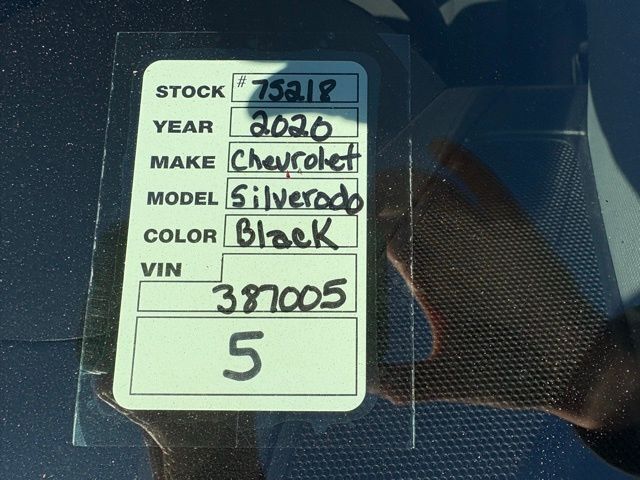 STOCK # 75218
YEAR 2020
MAKE Chevrolet
MODEL Silverado
COLOR Black
VIN
387005
5